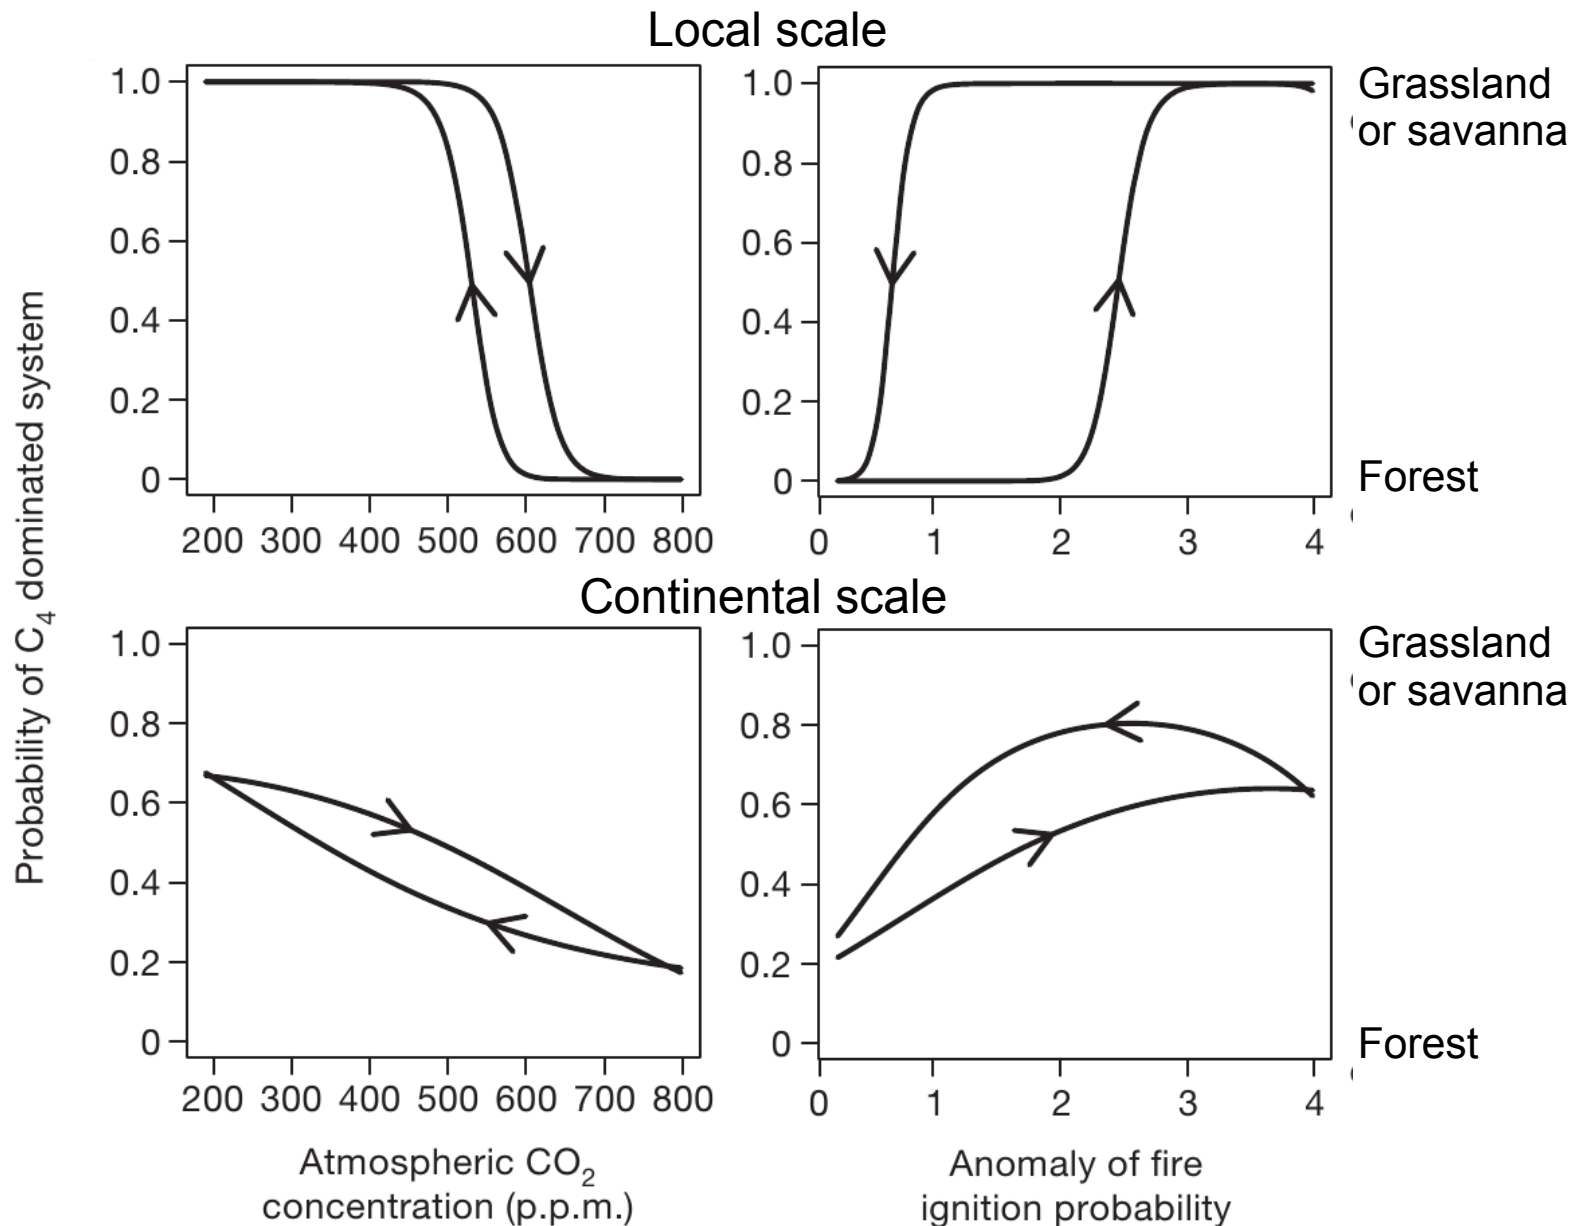 Local scale
1.0
0.8
0.6
0.4
0.2
0
200 300 400 500 600 700 800
1.0
0.8
0.6
0.4
0.2
0
0 1 2 3 4
Grassland
or savanna
Forest
Continental scale
1.0
0.8
0.6
0.4
0.2
0
200 300 400 500 600 700 800
1.0
0.8
0.6
0.4
0.2
0
0 1 2 3 4
Grassland
or savanna
Forest
Probability of C₄ dominated system
Atmospheric CO₂
concentration (p.p.m.)
Anomaly of fire
ignition probability